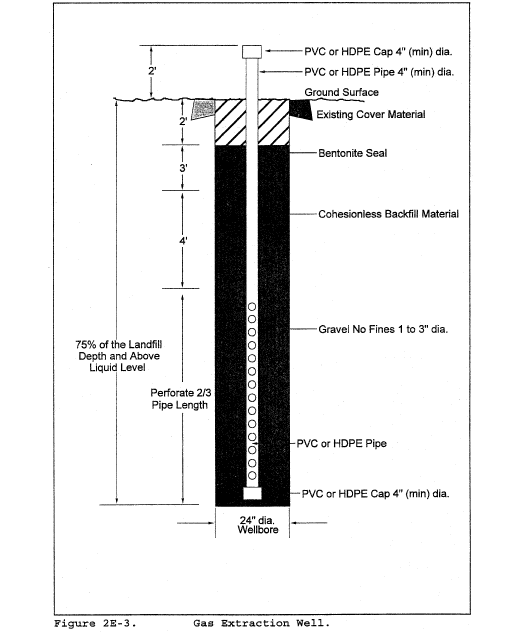 PVC or HDPE Cap 4" (min) dia.
2'
PVC or HDPE Pipe 4" (min) dia.
Ground Surface
2'
Existing Cover Material
Bentonite Seal
3'
Cohesionless Backfill Material
4'
Gravel No Fines 1 to 3" dia.
75% of the Landfill
Depth and Above
Liquid Level
Perforate 2/3
Pipe Length
PVC or HDPE Pipe
PVC or HDPE Cap 4" (min) dia.
24" dia.
Wellbore
Figure 2E-3. Gas Extraction Well.